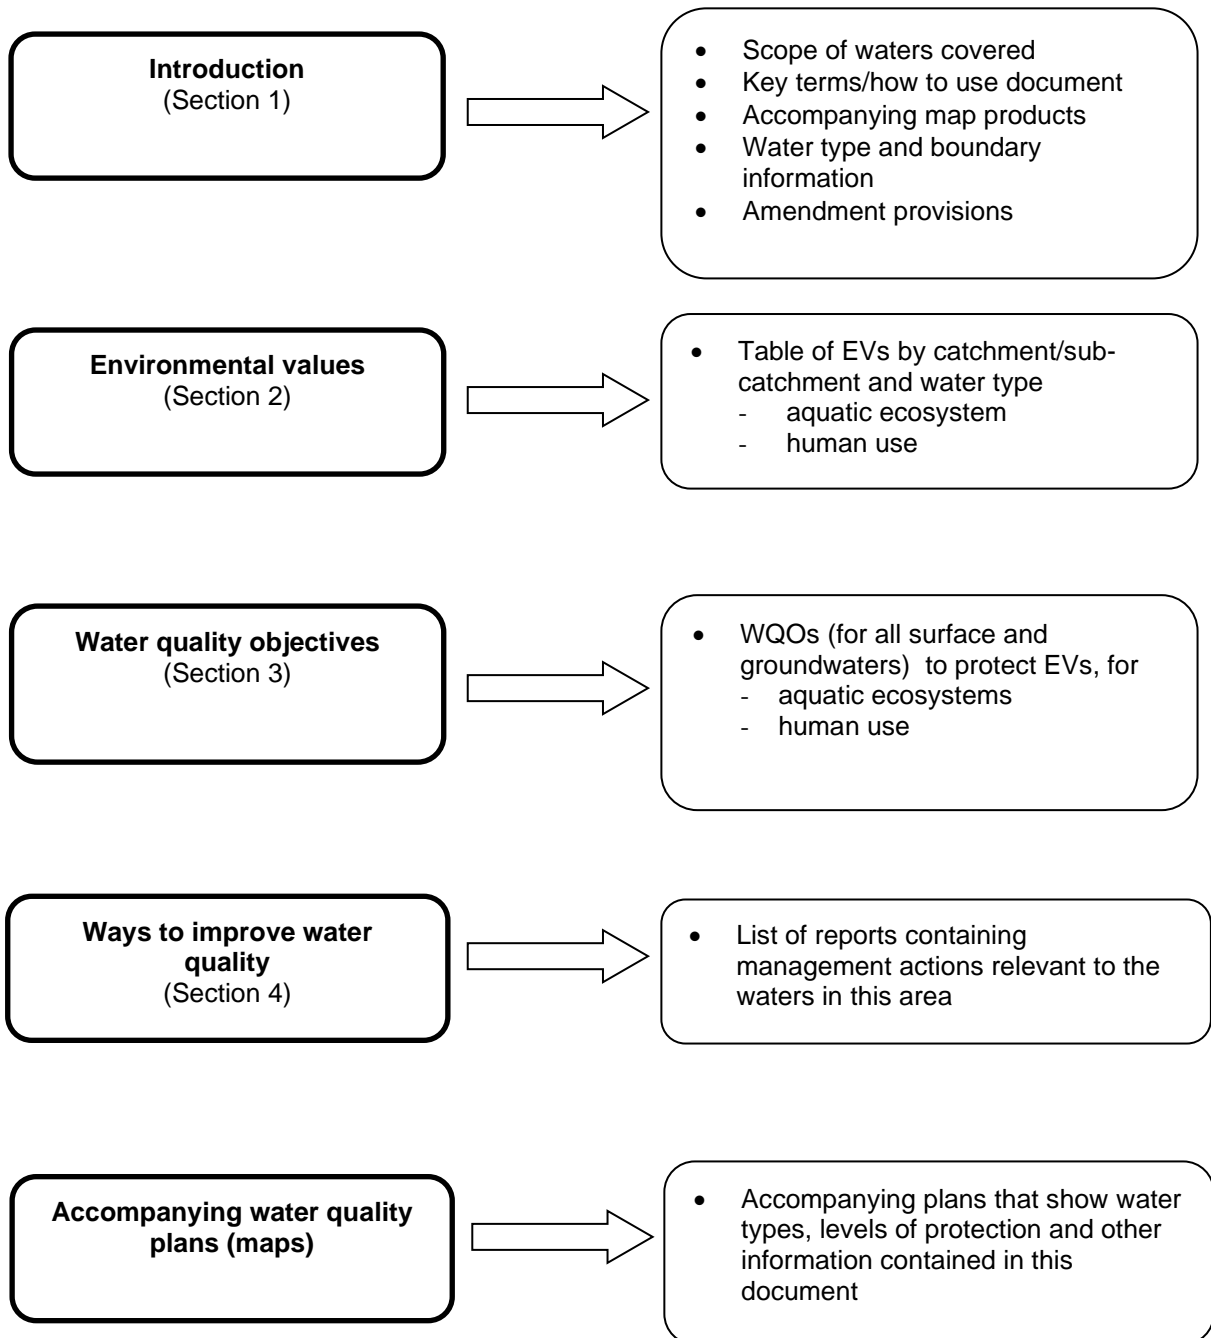 Introduction
(Section 1)
• Scope of waters covered
• Key terms/how to use document
• Accompanying map products
• Water type and boundary
information
• Amendment provisions
Environmental values
(Section 2)
• Table of EVs by catchment/sub-
catchment and water type
- aquatic ecosystem
- human use
Water quality objectives
(Section 3)
• WQOs (for all surface and
groundwaters) to protect EVs, for
- aquatic ecosystems
- human use
Ways to improve water
quality
(Section 4)
• List of reports containing
management actions relevant to the
waters in this area
Accompanying water quality
plans (maps)
• Accompanying plans that show water
types, levels of protection and other
information contained in this
document